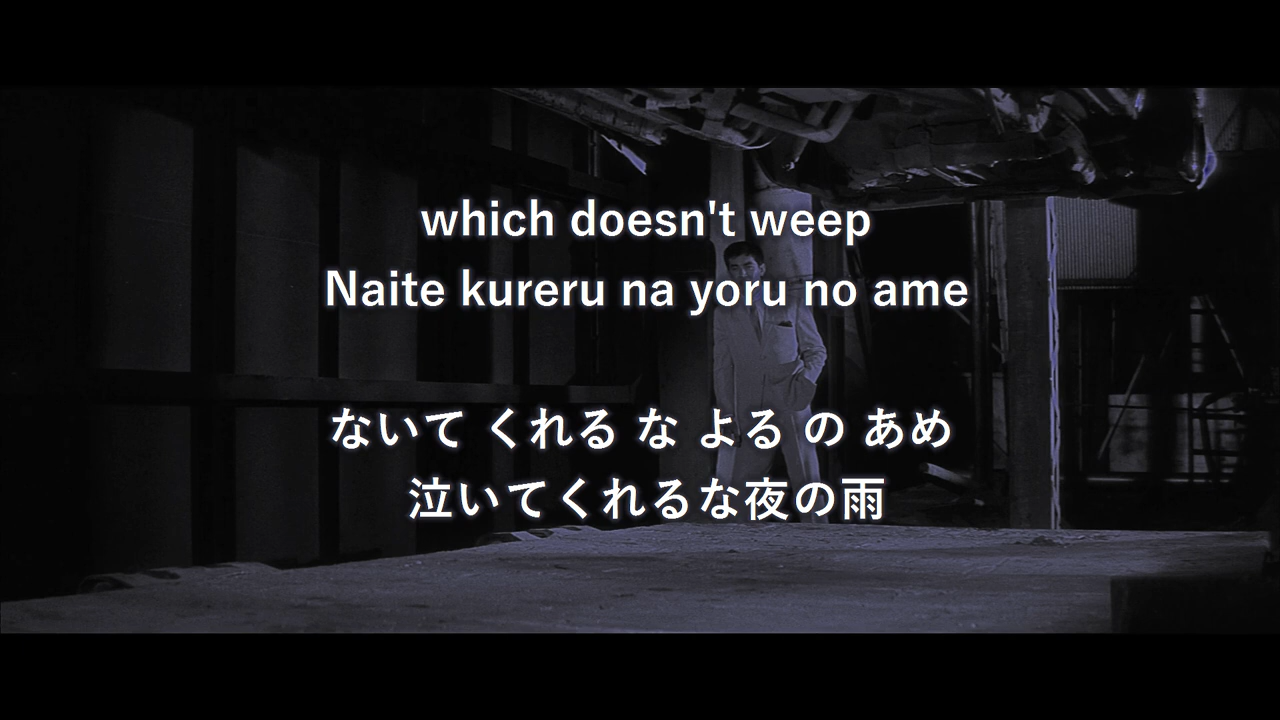 which doesn't weep
Naite kureru na yoru no ame
ないて くれる な よる の あめ
泣いてくれるな夜の雨